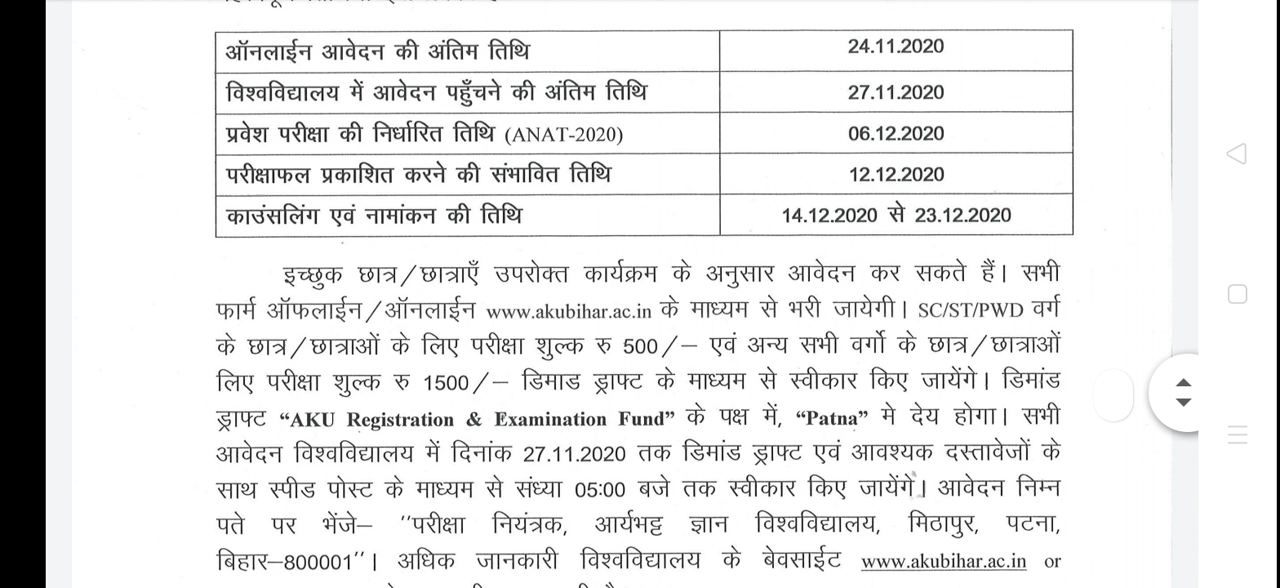 ऑनलाईन आवेदन की अंतिम तिथि 24.11.2020
विश्वविद्यालय में आवेदन पहुँचने की अंतिम तिथि 27.11.2020
प्रवेश परीक्षा की निर्धारित तिथि (ANAT-2020) 06.12.2020
परीक्षाफल प्रकाशित करने की संभावित तिथि 12.12.2020
काउंसलिंग एवं नामांकन की तिथि 14.12.2020 से 23.12.2020
इच्छुक छात्र/छात्राएँ उपरोक्त कार्यक्रम के अनुसार आवेदन कर सकते हैं। सभी
फार्म ऑफलाईन/ऑनलाईन www.akubihar.ac.in के माध्यम से भरी जायेगी। SC/ST/PWD वर्ग
के छात्र/छात्राओं के लिए परीक्षा शुल्क रु 500/– एवं अन्य सभी वर्गो के छात्र/छात्राओं
लिए परीक्षा शुल्क रु 1500/– डिमाड ड्राफ्ट के माध्यम से स्वीकार किए जायेंगे। डिमांड
ड्राफ्ट “AKU Registration & Examination Fund” के पक्ष में, “Patna” मे देय होगा। सभी
आवेदन विश्वविद्यालय में दिनांक 27.11.2020 तक डिमांड ड्राफ्ट एवं आवश्यक दस्तावेजों के
साथ स्पीड पोस्ट के माध्यम से संध्या 05:00 बजे तक स्वीकार किए जायेंगें। आवेदन निम्न
पते पर भेंजे– ''परीक्षा नियंत्रक, आर्यभट्ट ज्ञान विश्वविद्यालय, मिठापुर, पटना,
बिहार–800001''। अधिक जानकारी विश्वविद्यालय के बेवसाईट www.akubihar.ac.in or